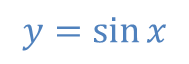 y = sin x